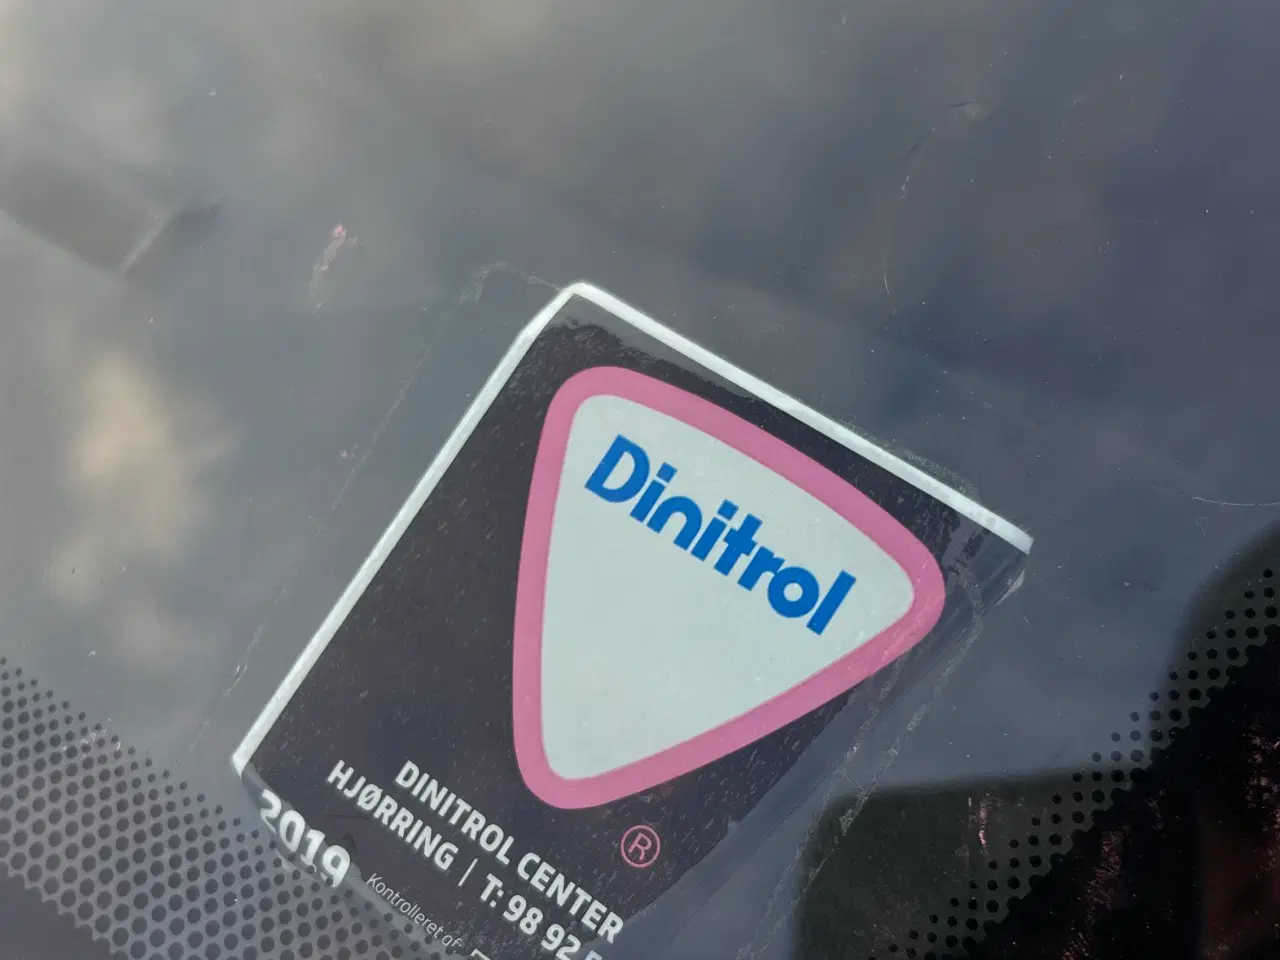 Dinitrol
®
DINITROL CENTER
HJØRRING | T: 98 92
2019
Kontrolleret af